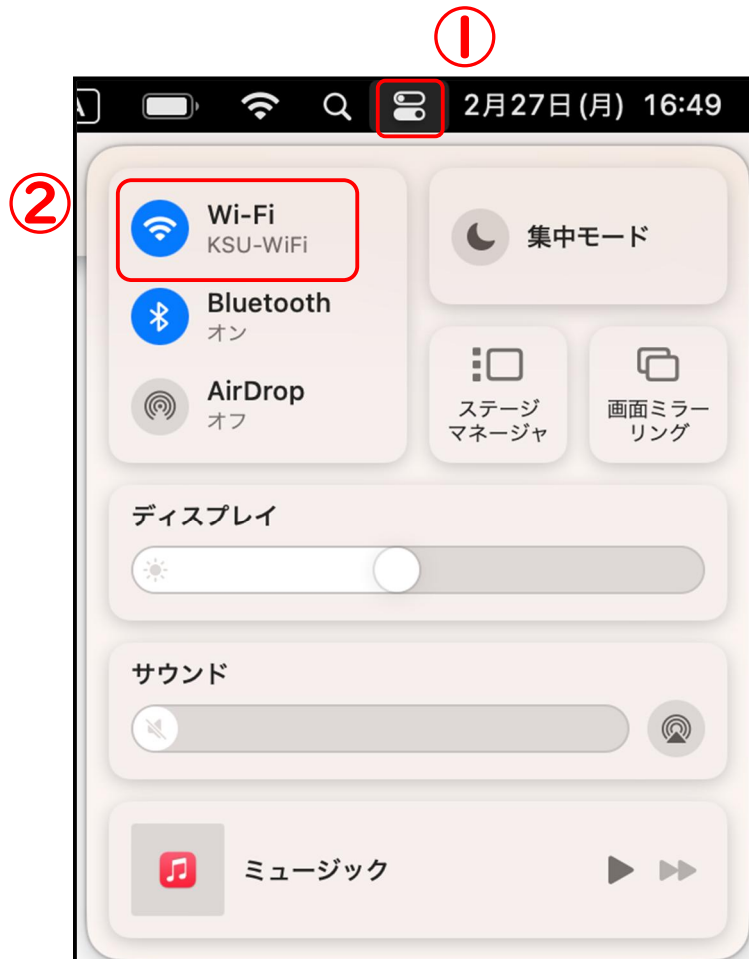 ①
2月27日(月) 16:49
②
Wi-Fi
KSU-WiFi
集中モード
Bluetooth
オン
AirDrop
オフ
ステージ
マネージャ
画面ミラー
リング
ディスプレイ
サウンド
ミュージック